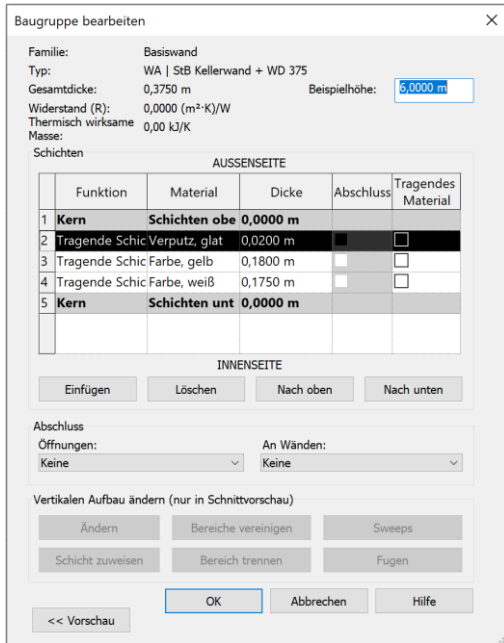 Baugruppe bearbeiten
Familie: Basiswand
Typ: WA | StB Kellerwand + WD 375
Gesamtdicke: 0,3750 m Beispielhöhe: 6,0000 m
Widerstand (R): 0,0000 (m²·K)/W
Thermisch wirksame Masse: 0,00 kJ/K
Schichten
AUSSENSEITE
Funktion Material Dicke Abschluss Tragendes Material
1 Kern Schichten obe 0,0000 m
2 Tragende Schic Verputz, glat 0,0200 m
3 Tragende Schic Farbe, gelb 0,1800 m
4 Tragende Schic Farbe, weiß 0,1750 m
5 Kern Schichten unt 0,0000 m
INNENSEITE
Einfügen Löschen Nach oben Nach unten
Abschluss
Öffnungen: An Wänden:
Keine Keine
Vertikalen Aufbau ändern (nur in Schnittvorschau)
Ändern Bereiche vereinigen Sweeps
Schicht zuweisen Bereich trennen Fugen
OK Abbrechen Hilfe
<< Vorschau